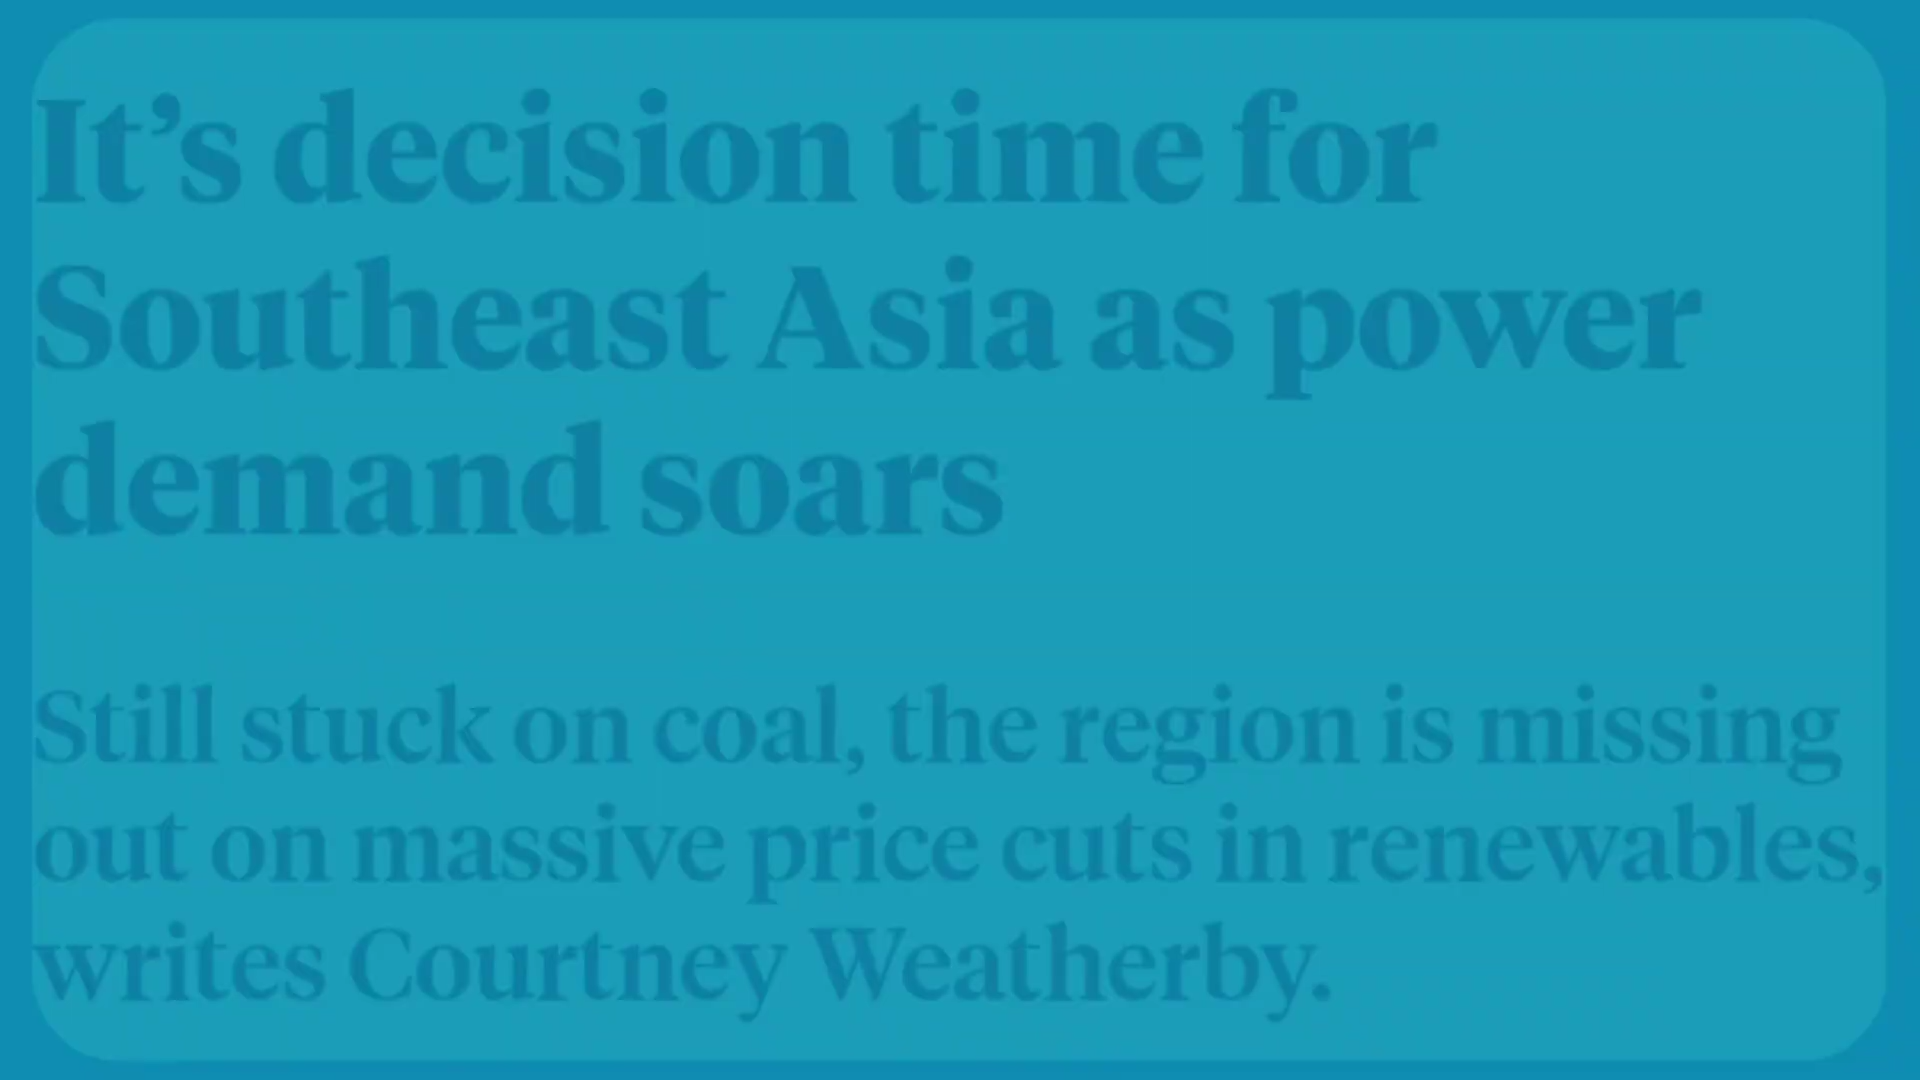 It’s decision time for
Southeast Asia as power
demand soars
Still stuck on coal, the region is missing
out on massive price cuts in renewables,
writes Courtney Weatherby.